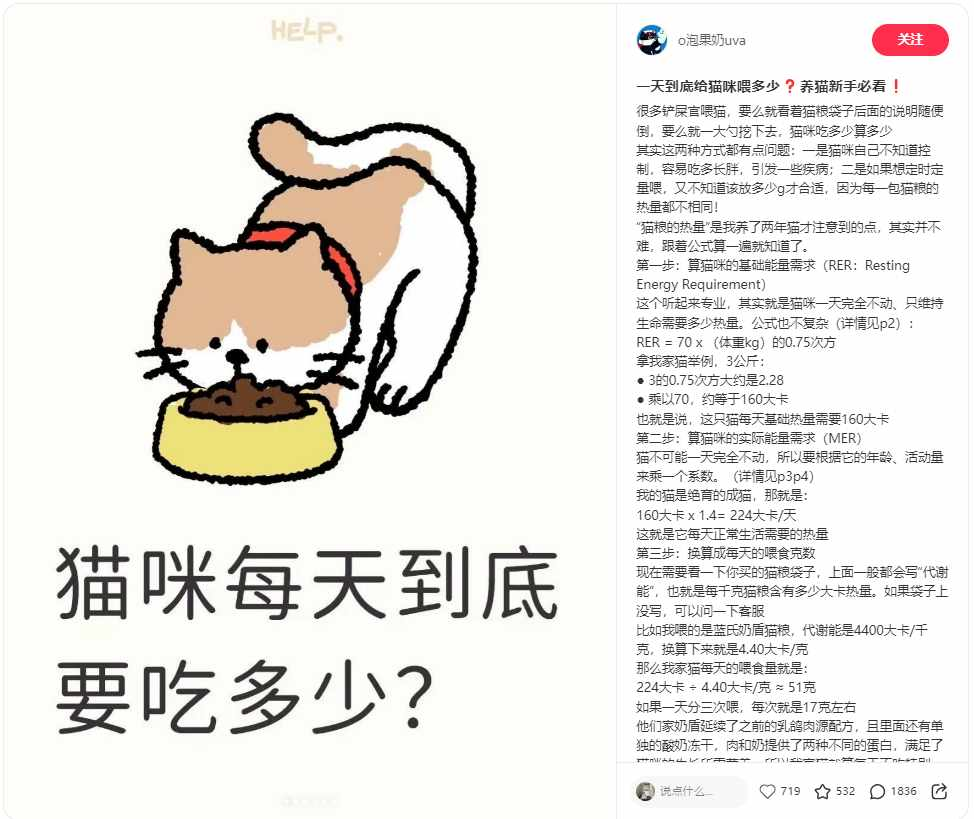 HELP.
猫咪每天到底
要吃多少?
o泡果奶uva
关注
一天到底给猫咪喂多少❓养猫新手必看❗
很多铲屎官喂猫，要么就看着猫粮袋子后面的说明随便
倒，要么就一大勺挖下去，猫咪吃多少算多少
其实这两种方式都有点问题：一是猫咪自己不知道控
制，容易吃多长胖，引发一些疾病；二是如果想定时定
量喂，又不知道该放多少g才合适，因为每一包猫粮的
热量都不相同！
“猫粮的热量”是我养了两年猫才注意到的点，其实并不
难，跟着公式算一遍就知道了。
第一步：算猫咪的基础能量需求（RER：Resting
Energy Requirement）
这个听起来专业，其实就是猫咪一天完全不动、只维持
生命需要多少热量。公式也不复杂（详情见p2）：
RER = 70 x （体重kg）的0.75次方
拿我家猫举例，3公斤：
● 3的0.75次方大约是2.28
● 乘以70，约等于160大卡
也就是说，这只猫每天基础热量需要160大卡
第二步：算猫咪的实际能量需求（MER）
猫不可能一天完全不动，所以要根据它的年龄、活动量
来乘一个系数。（详情见p3p4）
我的猫是绝育的成猫，那就是：
160大卡 x 1.4= 224大卡/天
这就是它每天正常生活需要的热量
第三步：换算成每天的喂食克数
现在需要看一下你买的猫粮袋子，上面一般都会写“代谢
能”，也就是每千克猫粮含有多少大卡热量。如果袋子上
没写，可以问一下客服
比如我喂的是蓝氏奶盾猫粮，代谢能是4400大卡/千
克，换算下来就是4.40大卡/克
那么我家猫每天的喂食量就是：
224大卡 ÷ 4.40大卡/克 ≈ 51克
如果一天分三次喂，每次就是17克左右
他们家奶盾延续了之前的乳鸽肉源配方，且里面还有单
独的酸奶冻干，肉和奶提供了两种不同的蛋白，满足了
说点什么...
719
532
1836